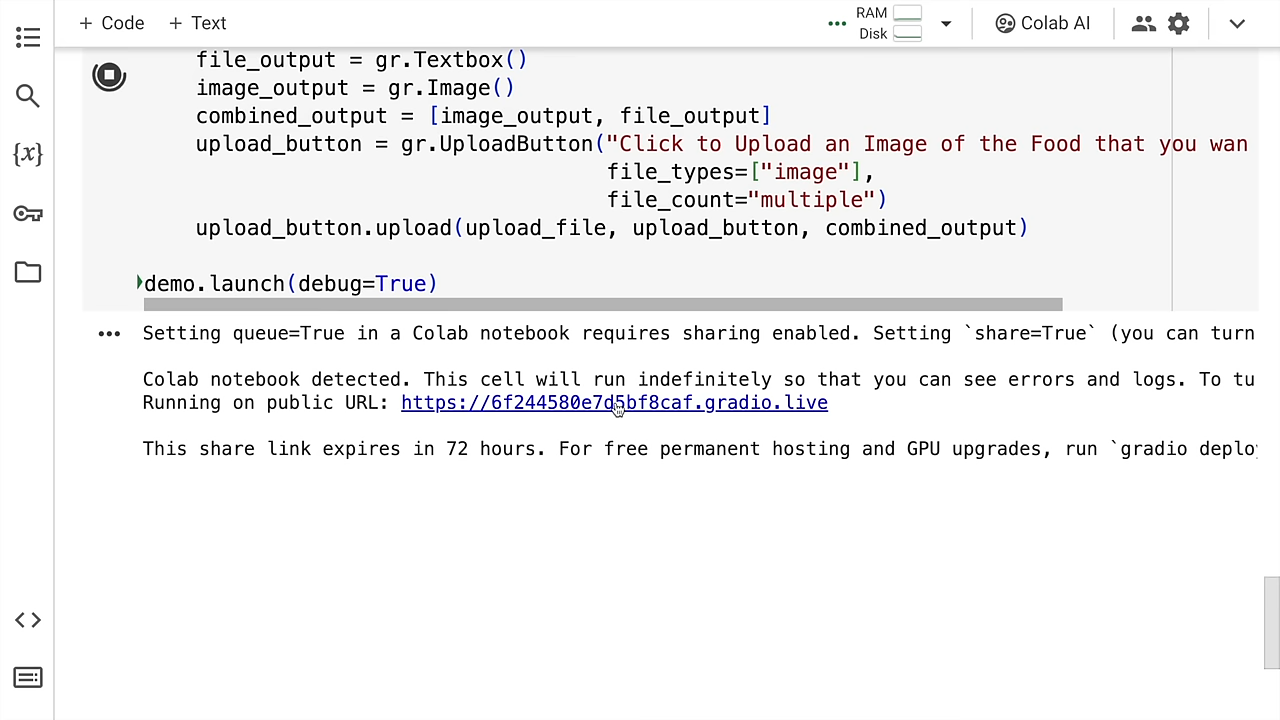 + Code + Text
RAM
Disk
Colab AI
{x}
file_output = gr.Textbox()
image_output = gr.Image()
combined_output = [image_output, file_output]
upload_button = gr.UploadButton("Click to Upload an Image of the Food that you wan
file_types=["image"],
file_count="multiple")
upload_button.upload(upload_file, upload_button, combined_output)
demo.launch(debug=True)
Setting queue=True in a Colab notebook requires sharing enabled. Setting `share=True` (you can turn
Colab notebook detected. This cell will run indefinitely so that you can see errors and logs. To tu
Running on public URL: https://6f244580e7d5bf8caf.gradio.live
This share link expires in 72 hours. For free permanent hosting and GPU upgrades, run `gradio deplo